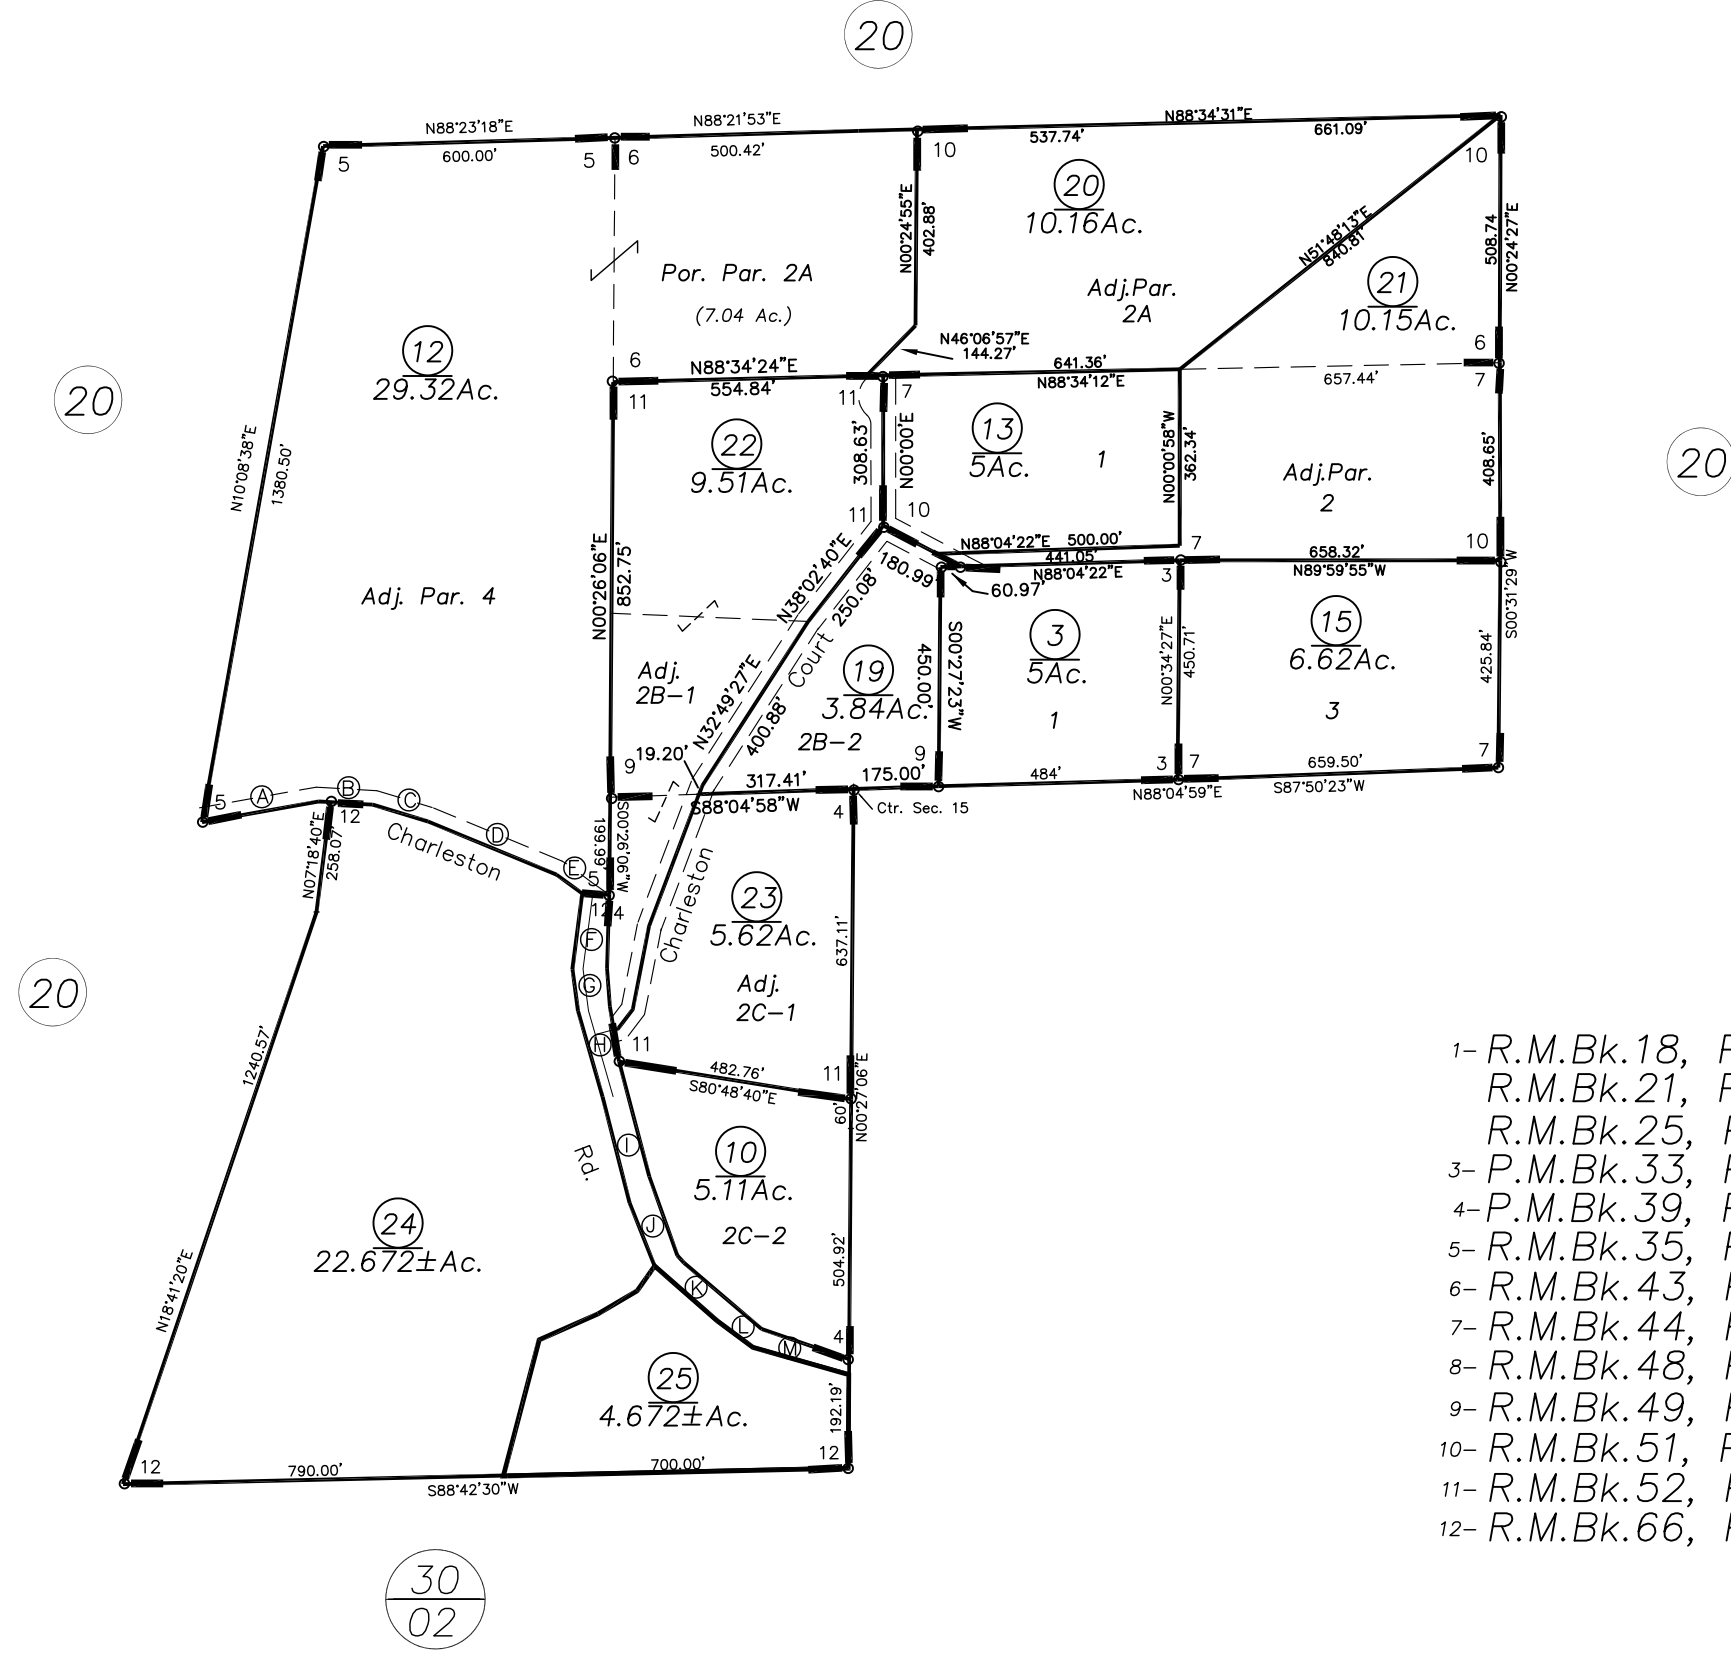 20
N88°23'18"E
600.00'
N88°21'53"E
500.42'
N88°34'31"E
537.74'
661.09'
5
5
6
10
10
20
10.16Ac.
N00°24'55"E
402.88'
N51°48'13"E
840.81'
508.74
N00°24'27"E
Por. Par. 2A
(7.04 Ac.)
Adj.Par.
2A
21
10.15Ac.
N46°06'57"E
144.27'
12
29.32Ac.
20
6
N88°34'24"E
554.84'
11
11
7
641.36'
N88°34'12"E
657.44'
6
7
N10°08'38"E
1380.50'
22
9.51Ac.
308.63'
N00°00'E
13
5Ac.
1
N00°00'58"W
362.34'
Adj.Par.
2
408.65'
20
11
10
N88°04'22"E
500.00'
441.05'
N88°04'22"E
7
3
658.32'
N89°59'55"W
10
Adj. Par. 4
N00°26'06"E
852.75'
N38°02'40"E
250.08'
180.99'
60.97'
S00°31'29"W
425.84'
Adj.
2B-1
N32°49'27"E
400.88'
Court
19
3.84Ac.
2B-2
450.00'
S00°27'23"W
3
5Ac.
1
N00°34'27"E
450.71'
15
6.62Ac.
3
9
19.20'
317.41'
S88°04'58"W
9
175.00'
484'
3
7
N88°04'59"E
659.50'
S87°50'23"W
7
Ctr. Sec. 15
4
5
A
B
C
D
E
12
Charleston
N07°18'40"E
258.07'
199.99'
S00°26'06"W
5
12
4
Charleston
23
5.62Ac.
Adj.
2C-1
637.11'
F
G
H
20
11
482.76'
S80°48'40"E
11
60'
N00°27'06"E
1240.57'
N18°41'20"E
I
Rd.
J
10
5.11Ac.
2C-2
504.92'
24
22.672±Ac.
K
L
M
4
25
4.672±Ac.
192.19'
12
790.00'
S88°42'30"W
700.00'
12
30
02
1- R.M.Bk.18,
R.M.Bk.21,
R.M.Bk.25,
3- P.M.Bk.33,
4- P.M.Bk.39,
5- R.M.Bk.35,
6- R.M.Bk.43,
7- R.M.Bk.44,
8- R.M.Bk.48,
9- R.M.Bk.49,
10- R.M.Bk.51,
11- R.M.Bk.52,
12- R.M.Bk.66,